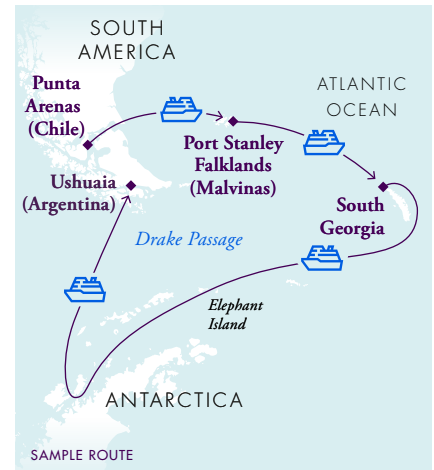 SOUTH
AMERICA
Punta
Arenas
(Chile)
ATLANTIC
OCEAN
Port Stanley
Falklands
(Malvinas)
Ushuaia
(Argentina)
South
Georgia
Drake Passage
Elephant
Island
ANTARCTICA
SAMPLE ROUTE